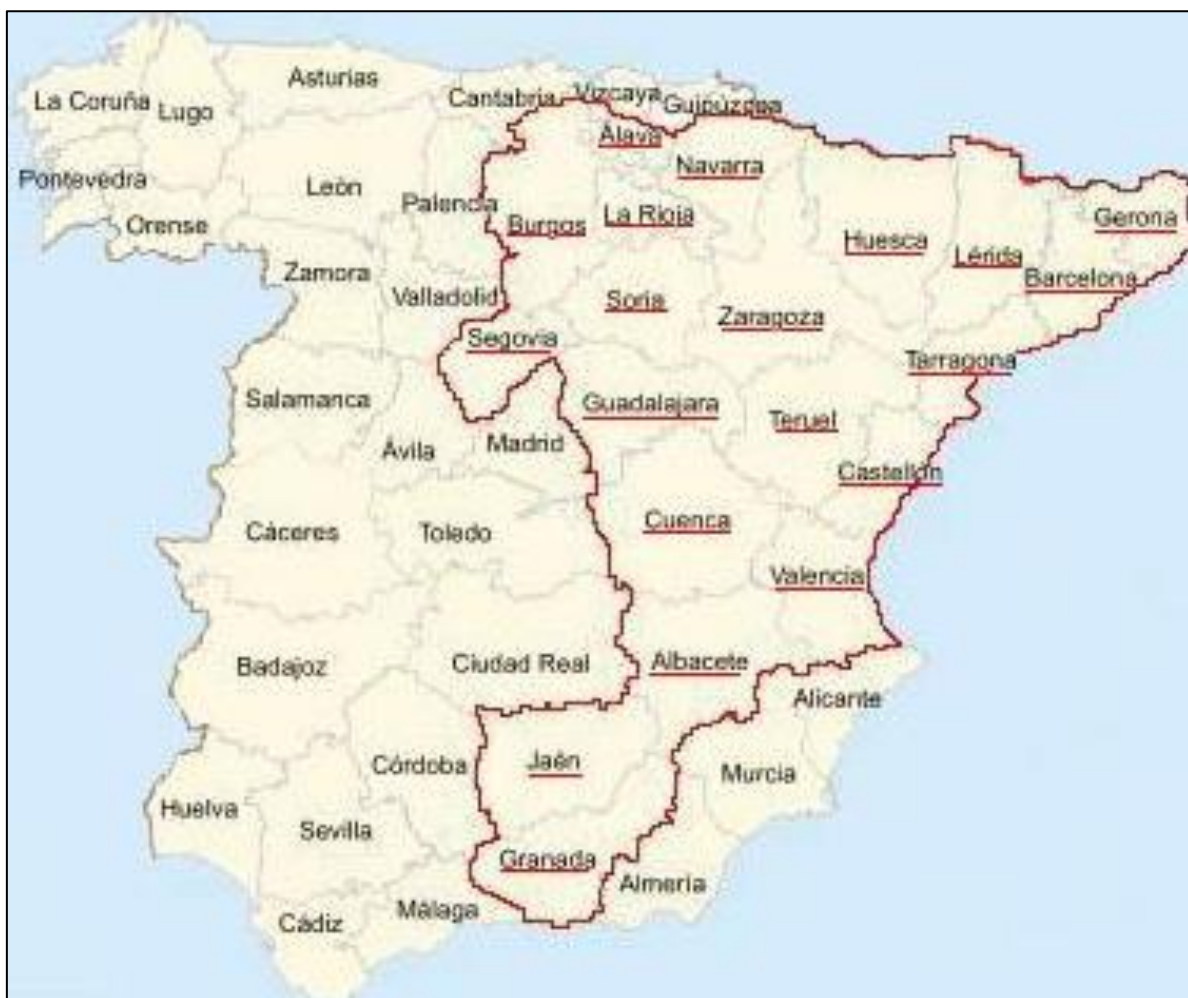 Asturias
La Coruña
Lugo
Cantabria
Vizcaya
Guipúzcoa
Álava
Navarra
Pontevedra
León
Palencia
Orense
Burgos
La Rioja
Huesca
Lérida
Gerona
Barcelona
Zamora
Valladolid
Soria
Zaragoza
Segovia
Tarragona
Salamanca
Guadalajara
Teruel
Ávila
Madrid
Castellón
Cáceres
Toledo
Cuenca
Valencia
Badajoz
Ciudad Real
Albacete
Alicante
Córdoba
Jaén
Murcia
Huelva
Sevilla
Granada
Almería
Cádiz
Málaga